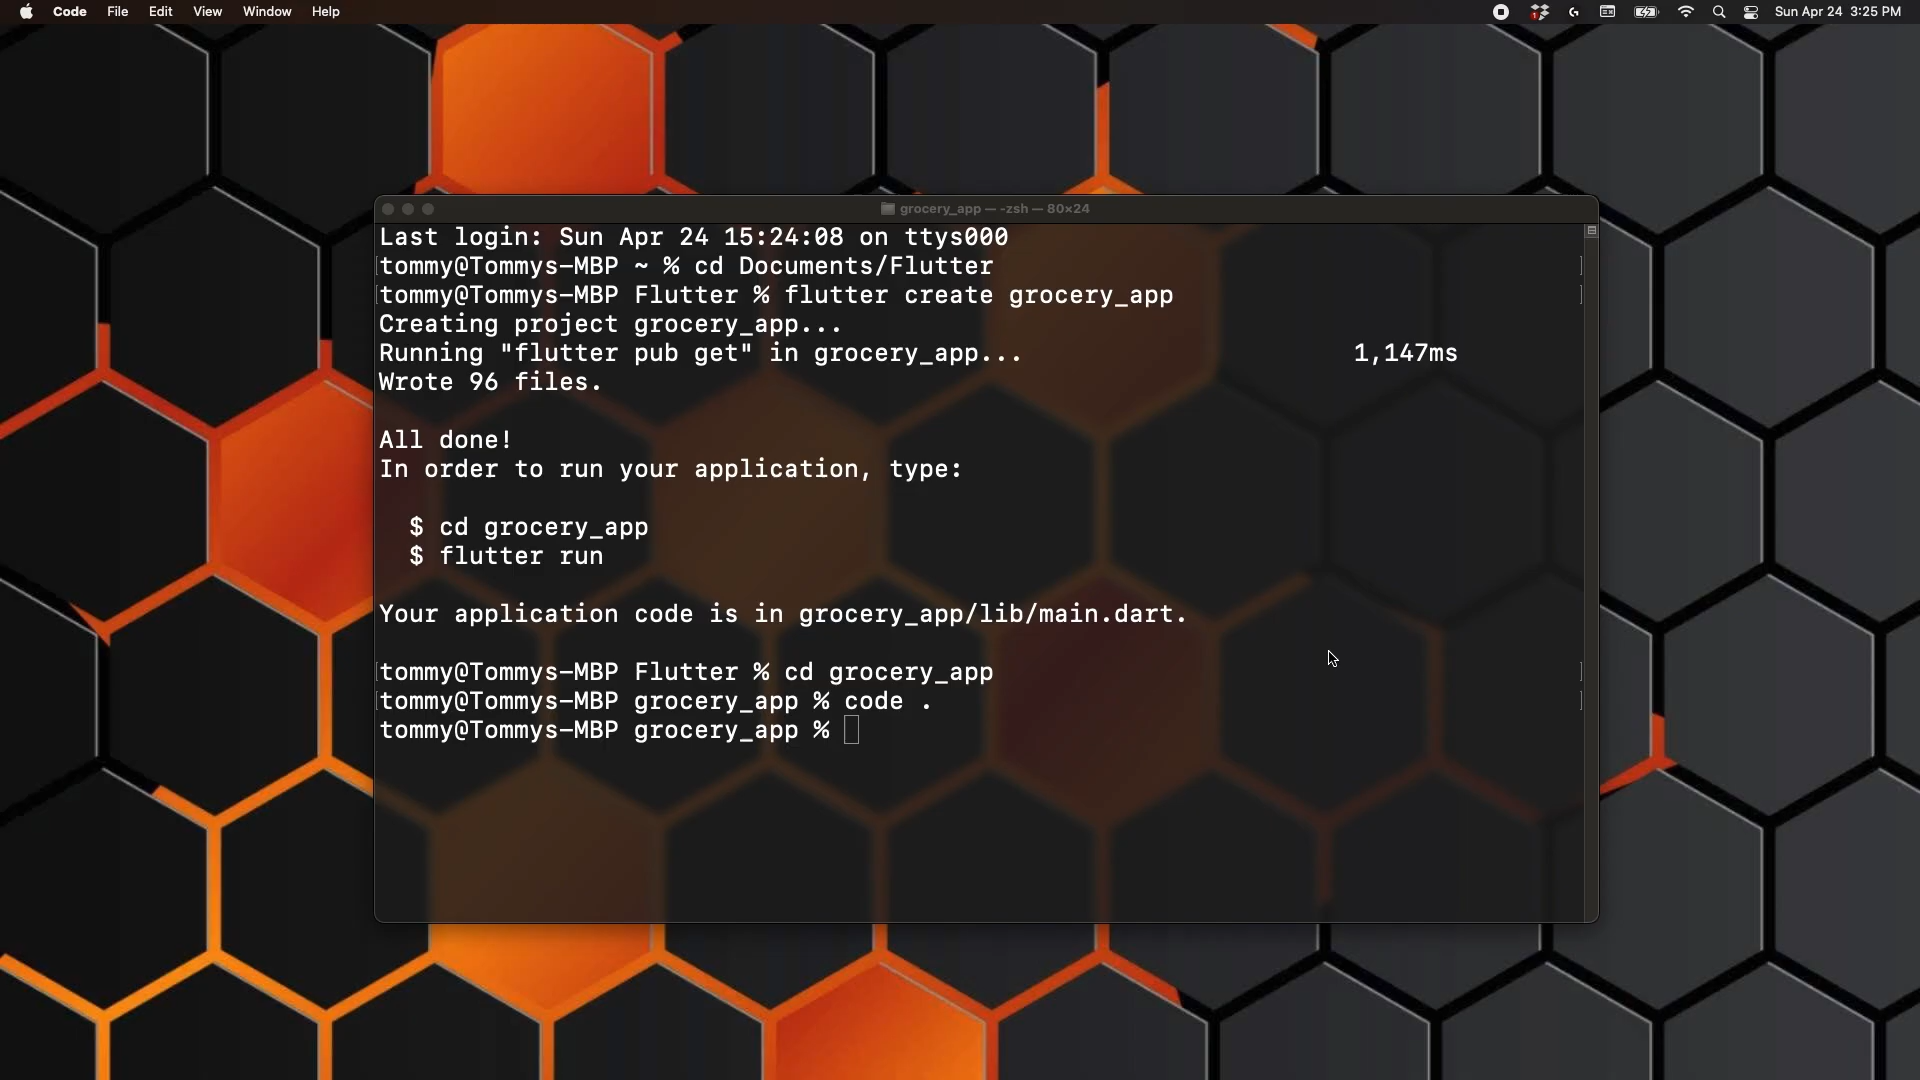 Code File Edit View Window Help
1 Sun Apr 24 3:25 PM
grocery_app — -zsh — 80×24
Last login: Sun Apr 24 15:24:08 on ttys000
[tommy@Tommys-MBP ~ % cd Documents/Flutter ]
[tommy@Tommys-MBP Flutter % flutter create grocery_app ]
Creating project grocery_app...
Running "flutter pub get" in grocery_app... 1,147ms
Wrote 96 files.
All done!
In order to run your application, type:
$ cd grocery_app
$ flutter run
Your application code is in grocery_app/lib/main.dart.
[tommy@Tommys-MBP Flutter % cd grocery_app ]
[tommy@Tommys-MBP grocery_app % code . ]
tommy@Tommys-MBP grocery_app %